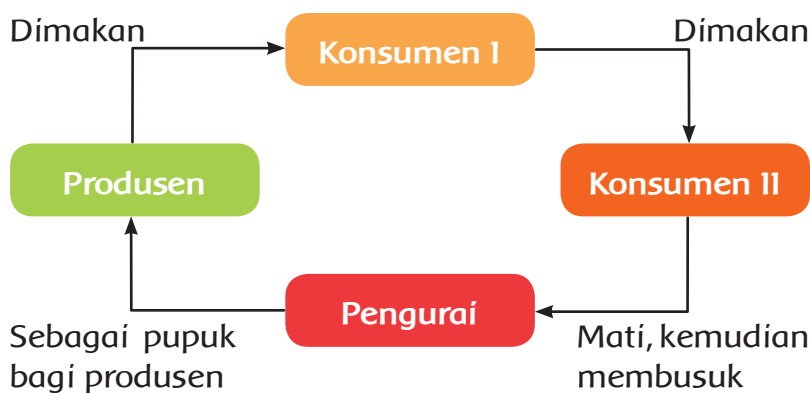 Dimakan
Konsumen I
Dimakan
Produsen
Konsumen II
Pengurai
Sebagai pupuk
bagi produsen
Mati, kemudian
membusuk